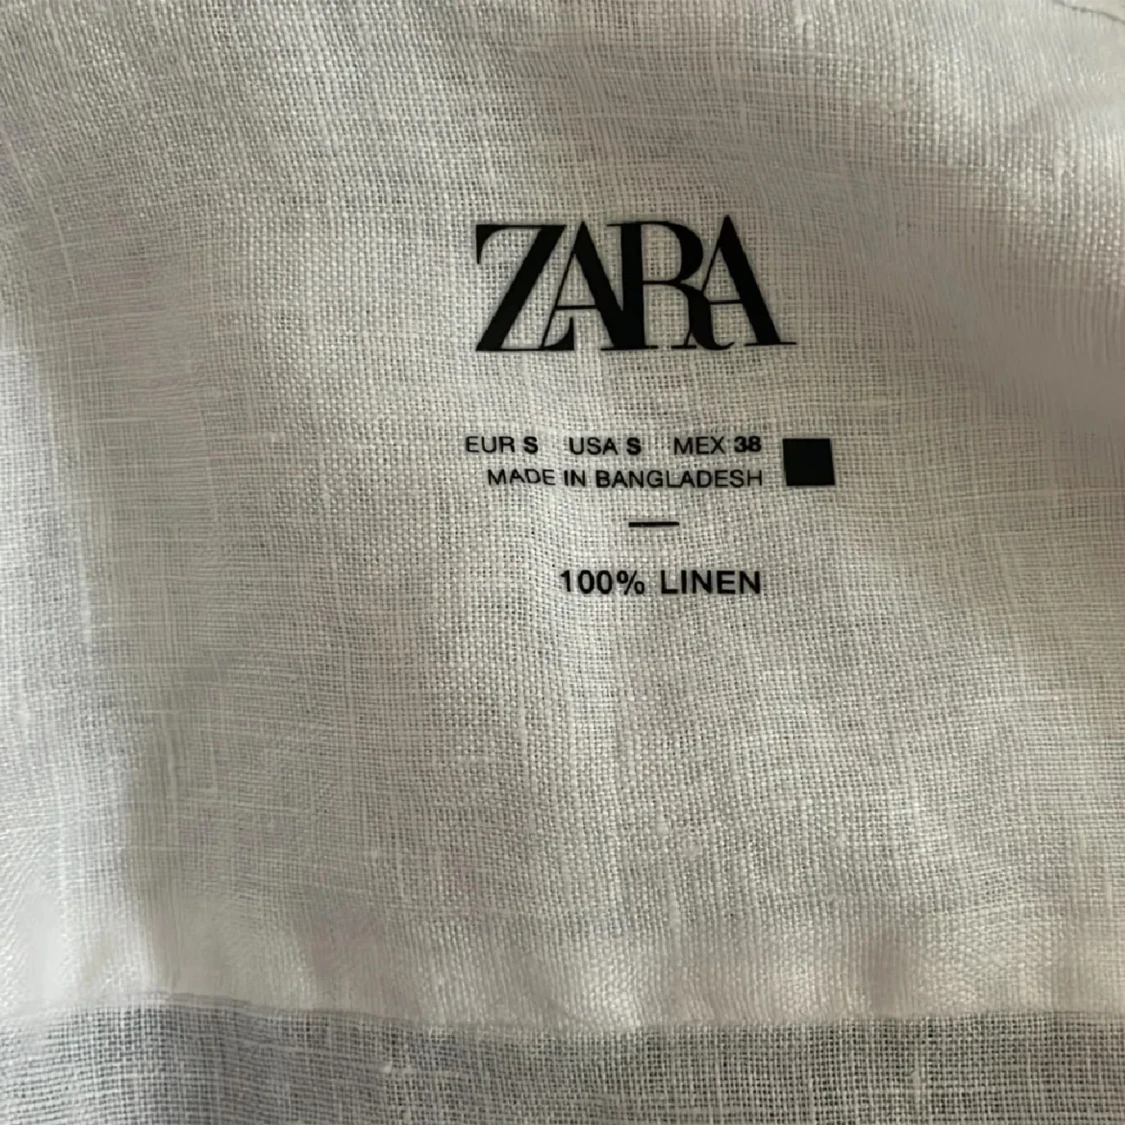 ZARA
EUR S USA S MEX 38
MADE IN BANGLADESH
100% LINEN